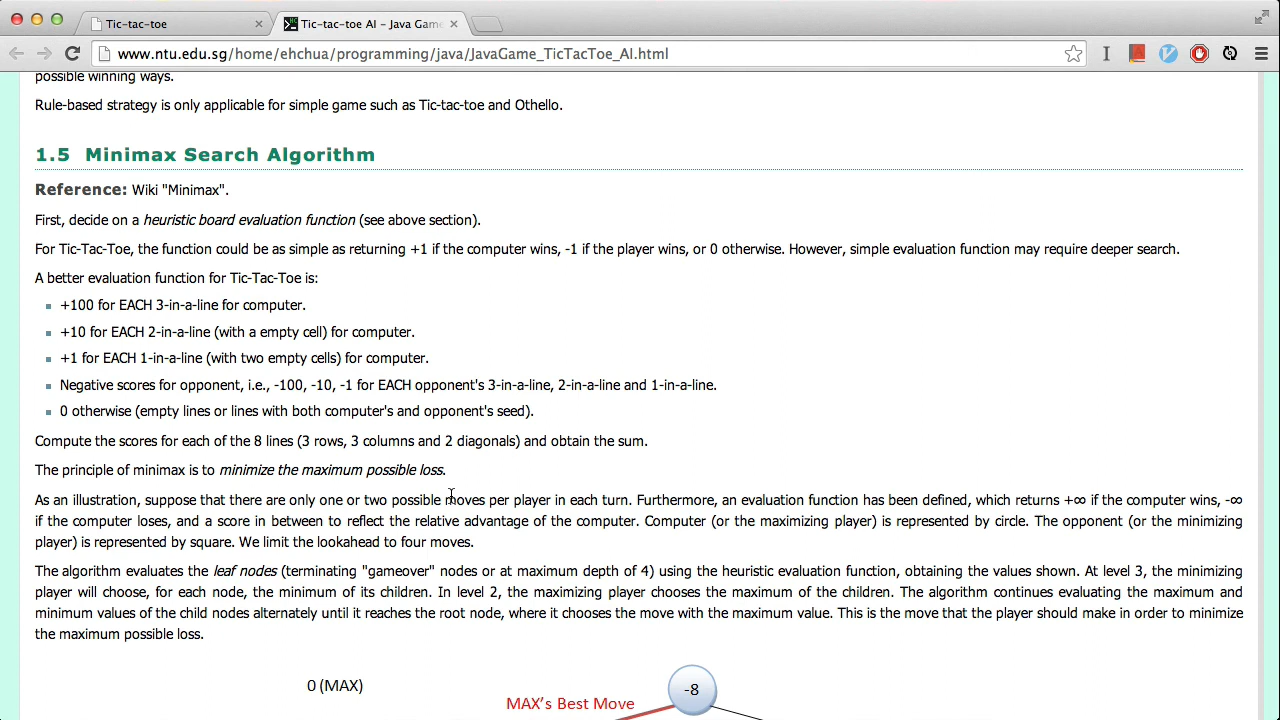 Tic-tac-toe
Tic-tac-toe AI – Java Game
www.ntu.edu.sg/home/ehchua/programming/java/JavaGame_TicTacToe_AI.html
possible winning ways.
Rule-based strategy is only applicable for simple game such as Tic-tac-toe and Othello.
1.5 Minimax Search Algorithm
Reference: Wiki "Minimax".
First, decide on a heuristic board evaluation function (see above section).
For Tic-Tac-Toe, the function could be as simple as returning +1 if the computer wins, -1 if the player wins, or 0 otherwise. However, simple evaluation function may require deeper search.
A better evaluation function for Tic-Tac-Toe is:
+100 for EACH 3-in-a-line for computer.
+10 for EACH 2-in-a-line (with a empty cell) for computer.
+1 for EACH 1-in-a-line (with two empty cells) for computer.
Negative scores for opponent, i.e., -100, -10, -1 for EACH opponent's 3-in-a-line, 2-in-a-line and 1-in-a-line.
0 otherwise (empty lines or lines with both computer's and opponent's seed).
Compute the scores for each of the 8 lines (3 rows, 3 columns and 2 diagonals) and obtain the sum.
The principle of minimax is to minimize the maximum possible loss.
As an illustration, suppose that there are only one or two possible moves per player in each turn. Furthermore, an evaluation function has been defined, which returns +∞ if the computer wins, -∞
if the computer loses, and a score in between to reflect the relative advantage of the computer. Computer (or the maximizing player) is represented by circle. The opponent (or the minimizing
player) is represented by square. We limit the lookahead to four moves.
The algorithm evaluates the leaf nodes (terminating "gameover" nodes or at maximum depth of 4) using the heuristic evaluation function, obtaining the values shown. At level 3, the minimizing
player will choose, for each node, the minimum of its children. In level 2, the maximizing player chooses the maximum of the children. The algorithm continues evaluating the maximum and
minimum values of the child nodes alternately until it reaches the root node, where it chooses the move with the maximum value. This is the move that the player should make in order to minimize
the maximum possible loss.
0 (MAX)
-8
MAX's Best Move